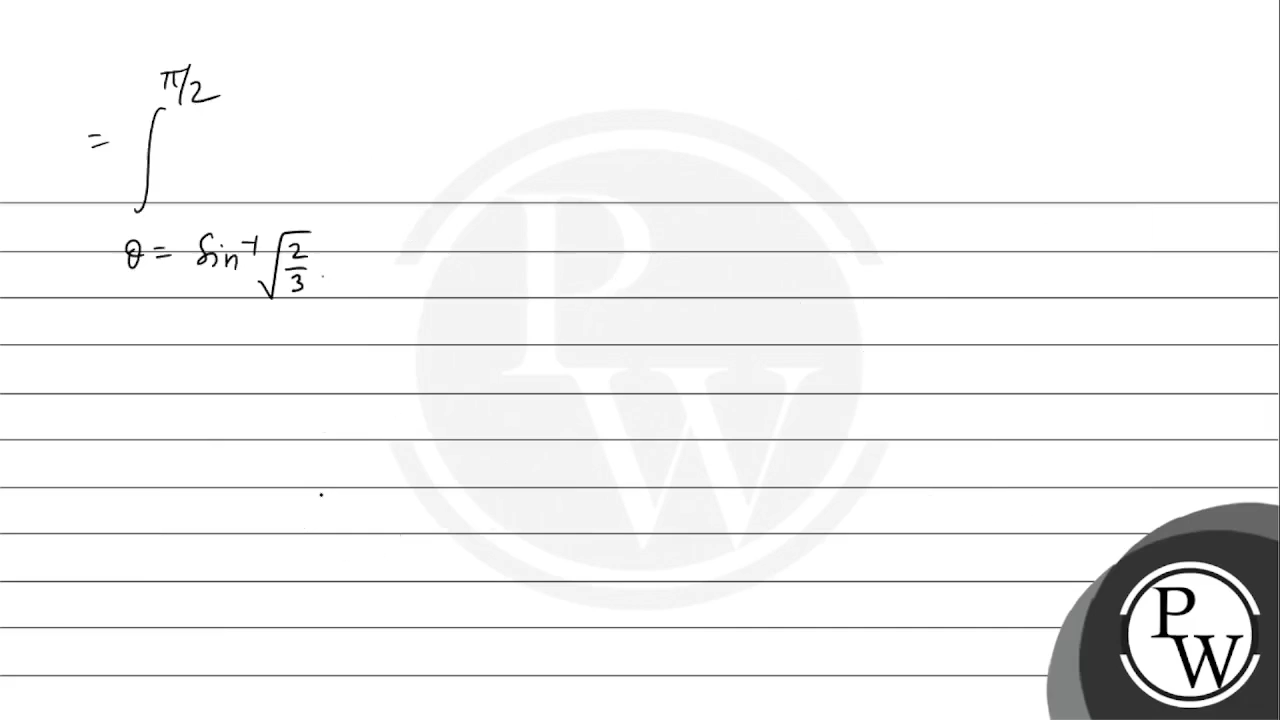 π/2
= ∫
θ = Sin⁻¹ √(2/3)
P
W
P
W